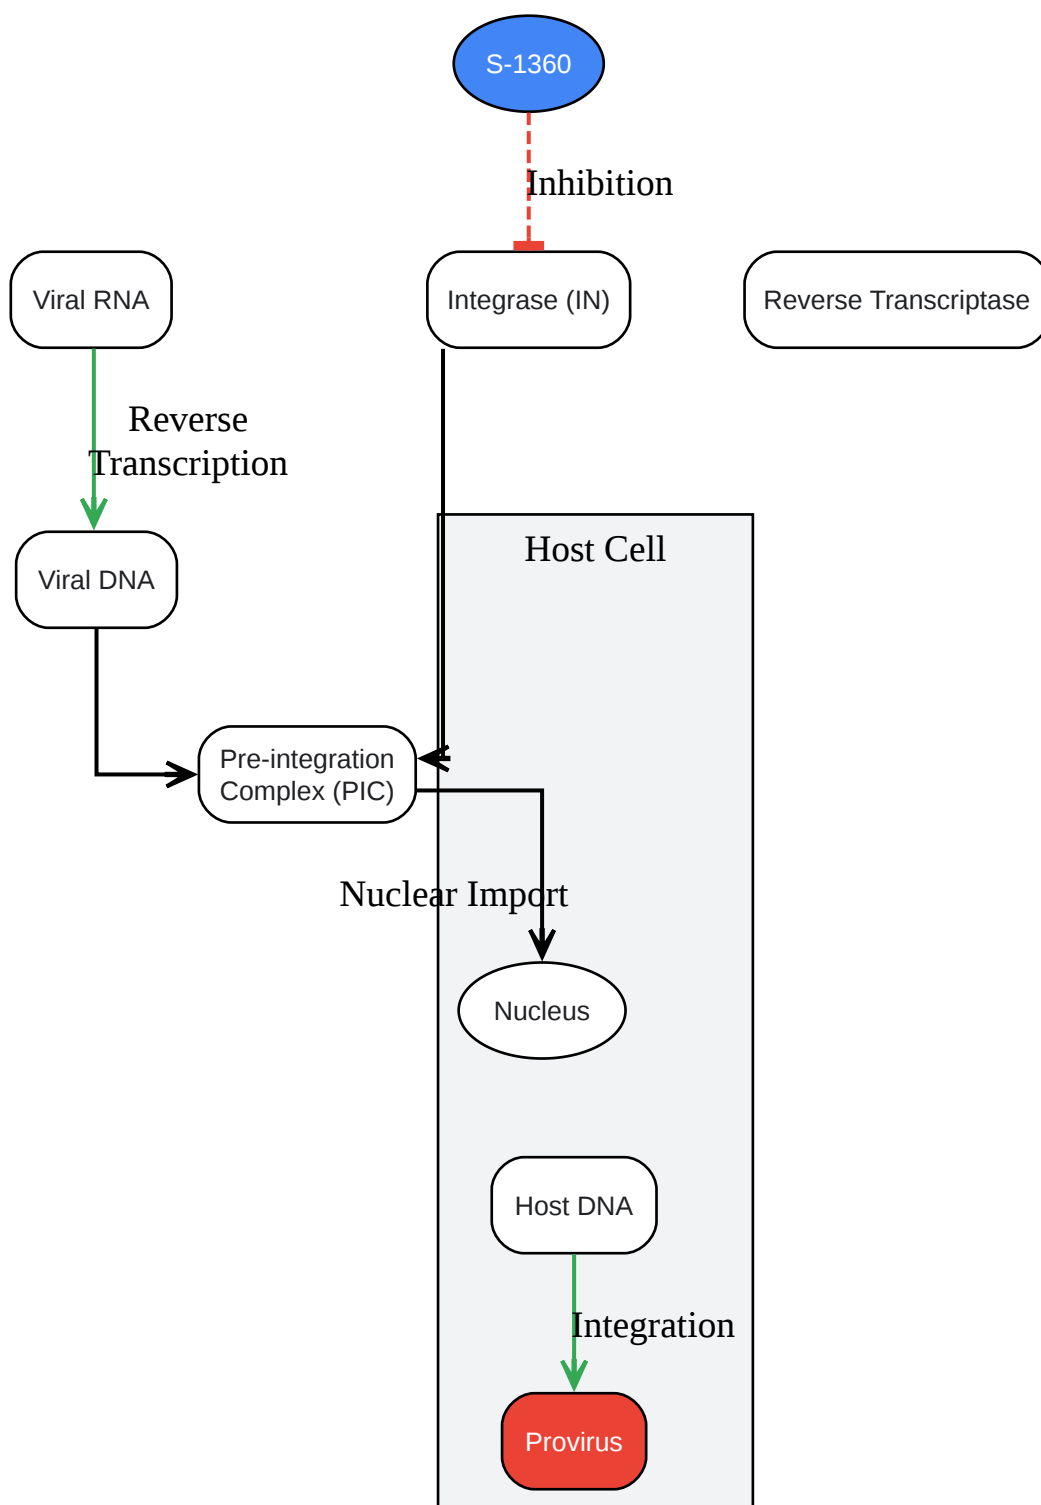 S-1360
Inhibition
Viral RNA
Integrase (IN)
Reverse Transcriptase
Reverse
Transcription
Host Cell
Viral DNA
Pre-integration
Complex (PIC)
Nuclear Import
Nucleus
Host DNA
Integration
Provirus